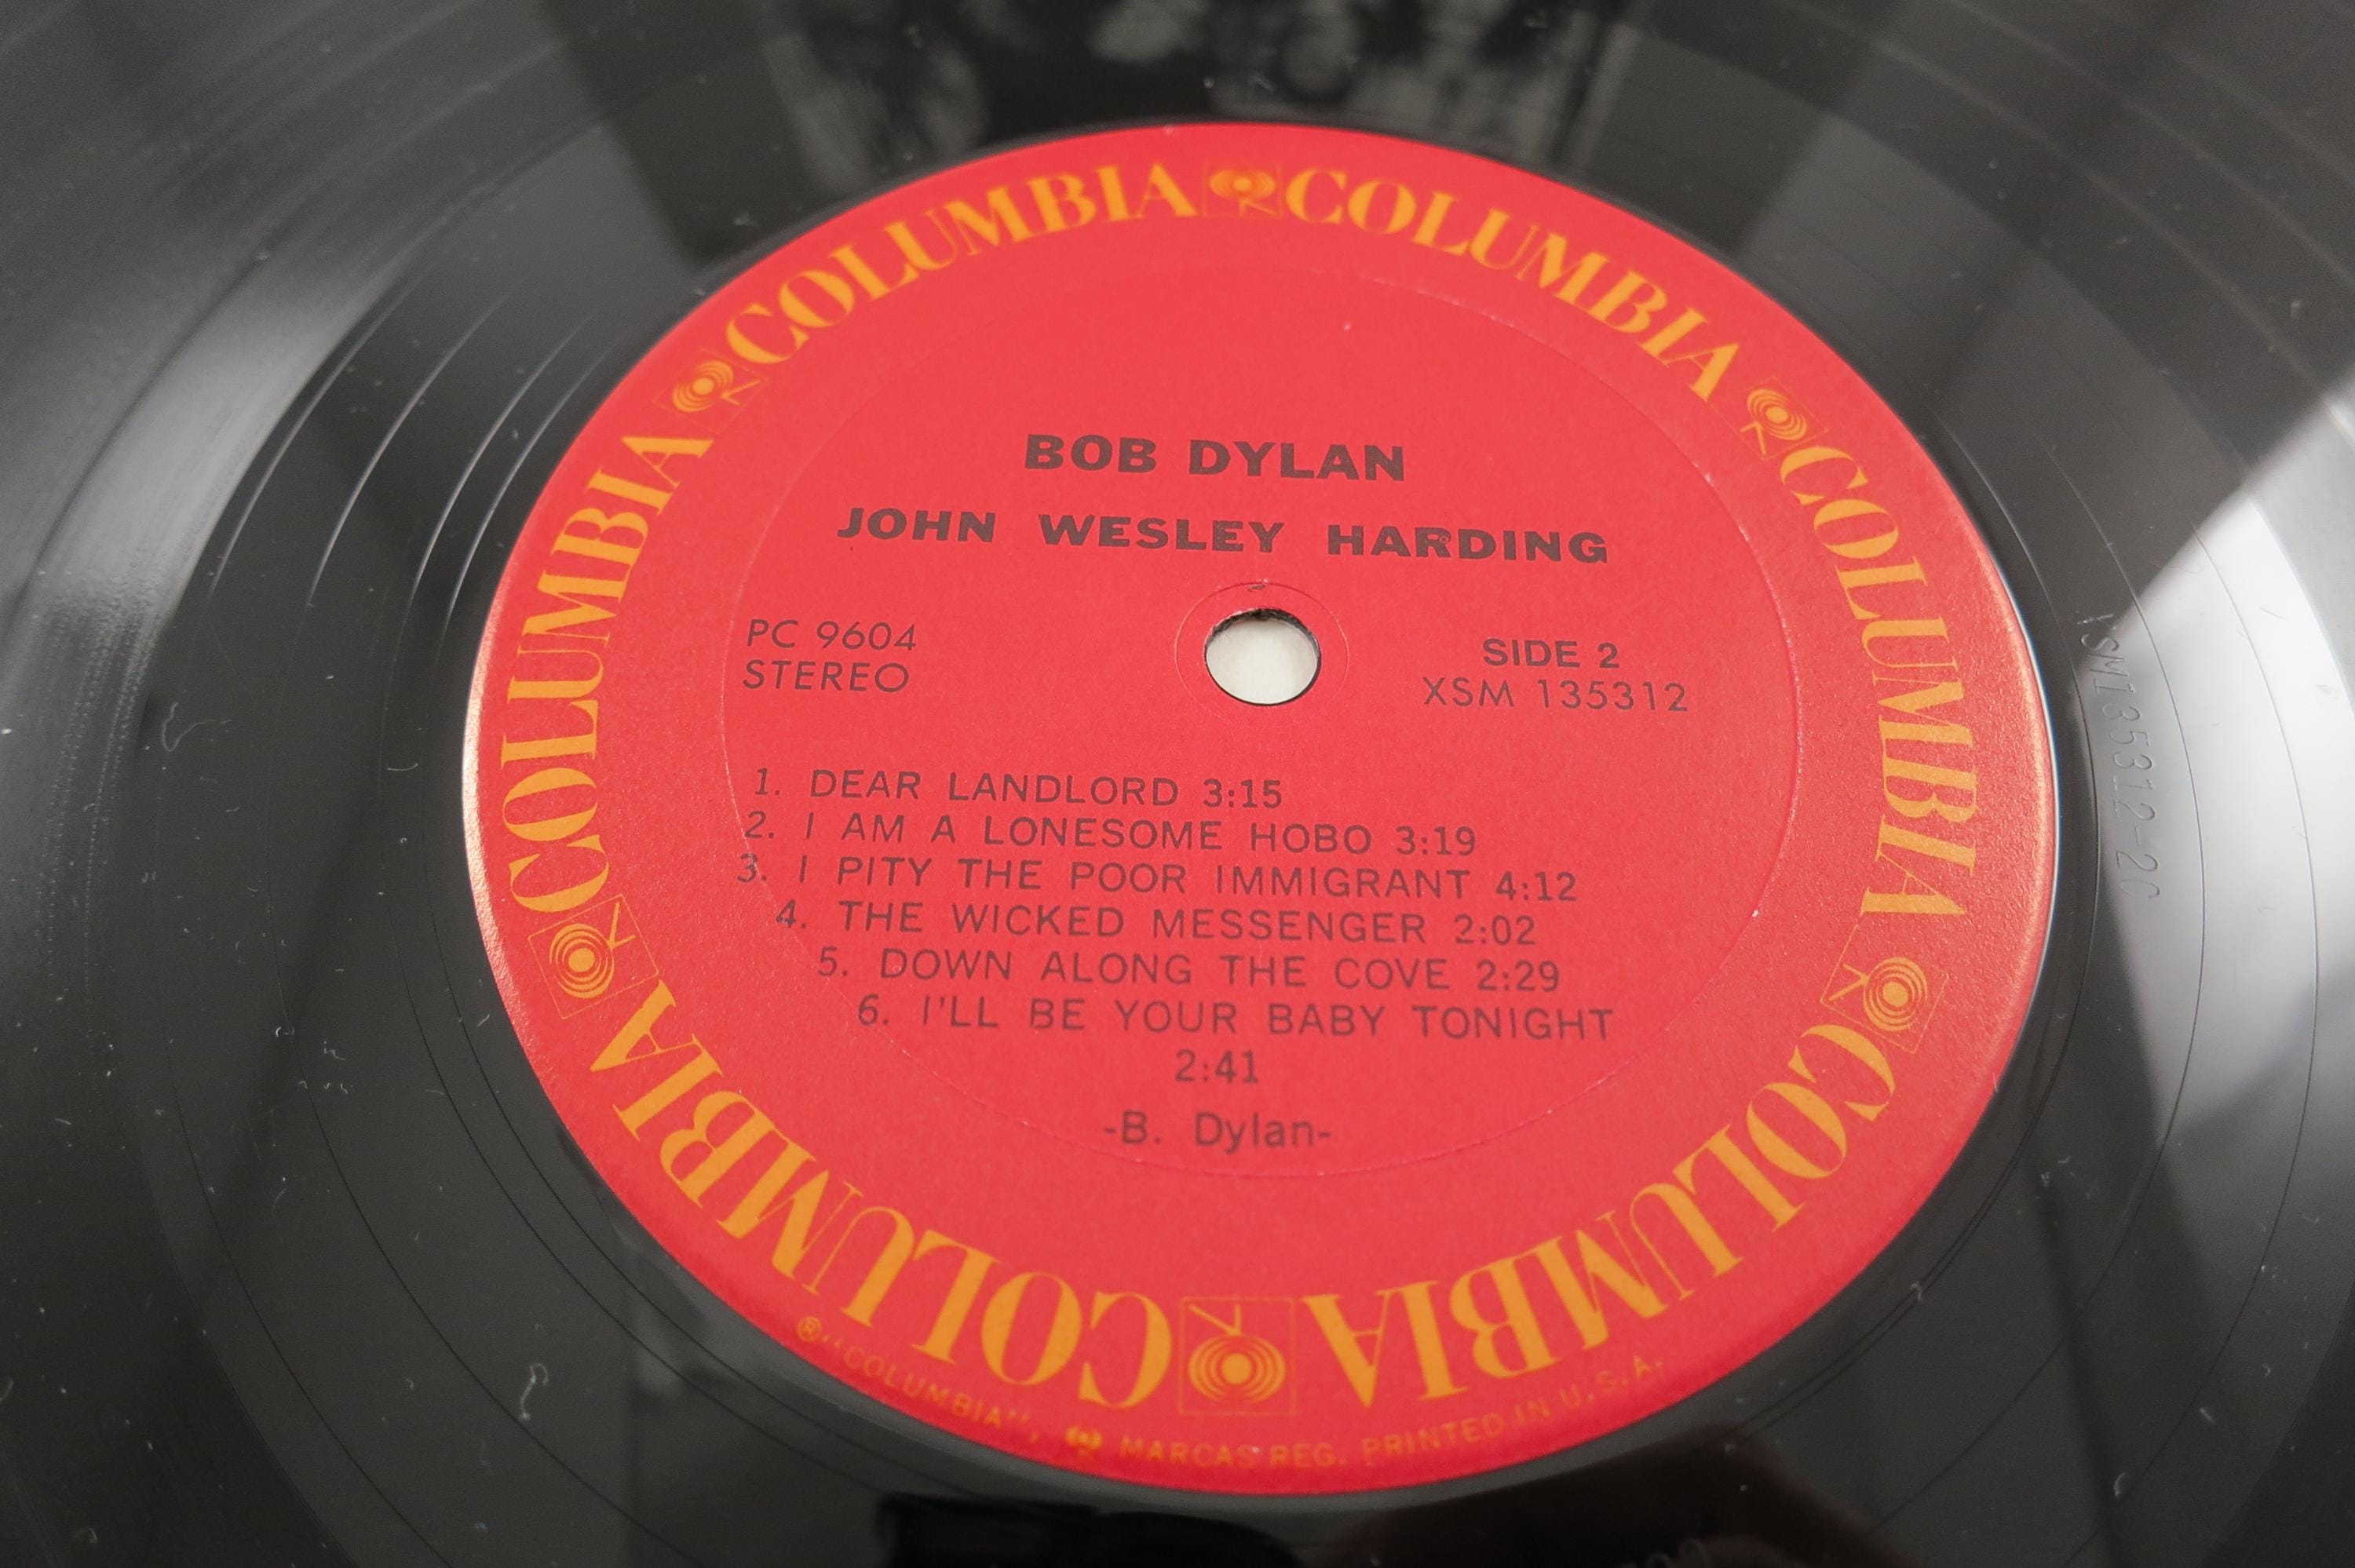 COLUMBIA COLUMBIA COLUMBIA COLUMBIA COLUMBIA COLUMBIA
BOB DYLAN
JOHN WESLEY HARDING
PC 9604
STEREO
SIDE 2
XSM 135312
1. DEAR LANDLORD 3:15
2. I AM A LONESOME HOBO 3:19
3. I PITY THE POOR IMMIGRANT 4:12
4. THE WICKED MESSENGER 2:02
5. DOWN ALONG THE COVE 2:29
6. I'LL BE YOUR BABY TONIGHT
2:41
-B. Dylan-
® "COLUMBIA", MARCAS REG. PRINTED IN U.S.A.